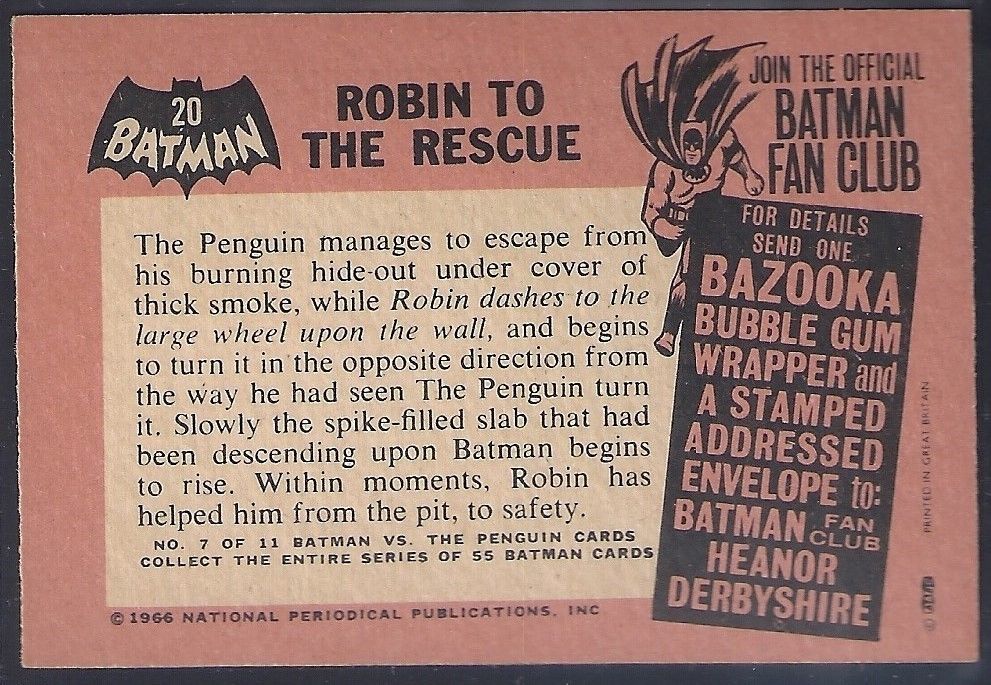 20
BATMAN
ROBIN TO
THE RESCUE
The Penguin manages to escape from
his burning hide-out under cover of
thick smoke, while Robin dashes to the
large wheel upon the wall, and begins
to turn it in the opposite direction from
the way he had seen The Penguin turn
it. Slowly the spike-filled slab that had
been descending upon Batman begins
to rise. Within moments, Robin has
helped him from the pit, to safety.
NO. 7 OF 11 BATMAN VS. THE PENGUIN CARDS
COLLECT THE ENTIRE SERIES OF 55 BATMAN CARDS
© 1966 NATIONAL PERIODICAL PUBLICATIONS, INC
JOIN THE OFFICIAL
BATMAN
FAN CLUB
FOR DETAILS
SEND ONE
BAZOOKA
BUBBLE GUM
WRAPPER and
A STAMPED
ADDRESSED
ENVELOPE to:
BATMAN FAN
CLUB
HEANOR
DERBYSHIRE
PRINTED IN GREAT BRITAIN
©